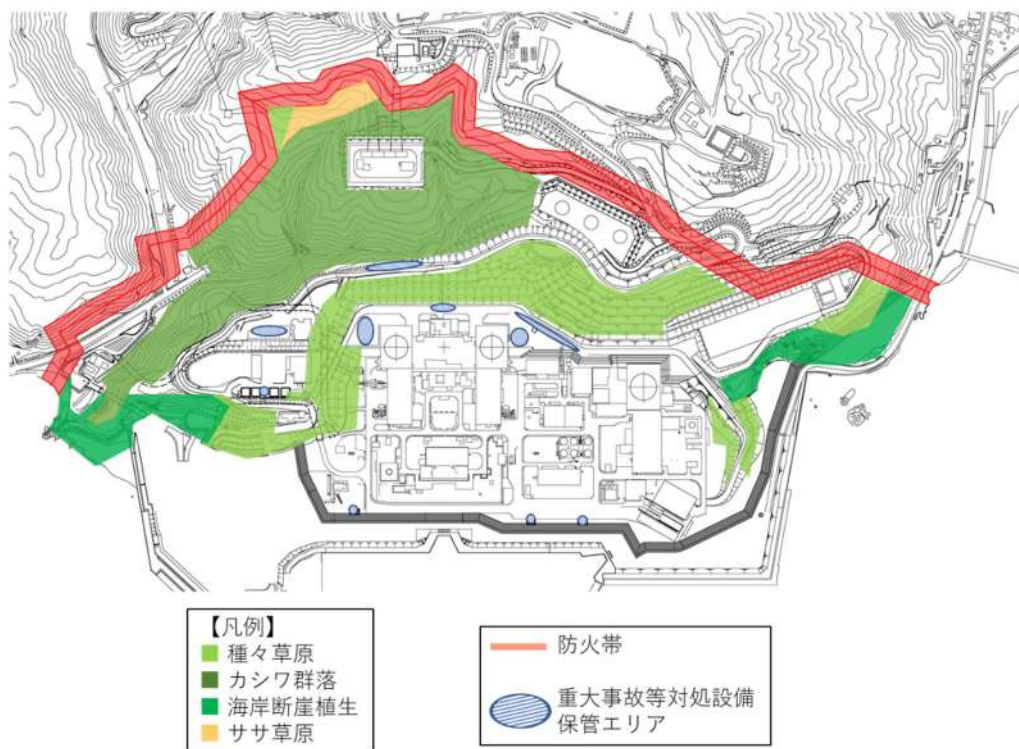 【凡例】
種々草原
カシワ群落
海岸断崖植生
ササ草原
防火帯
重大事故等対処設備
保管エリア